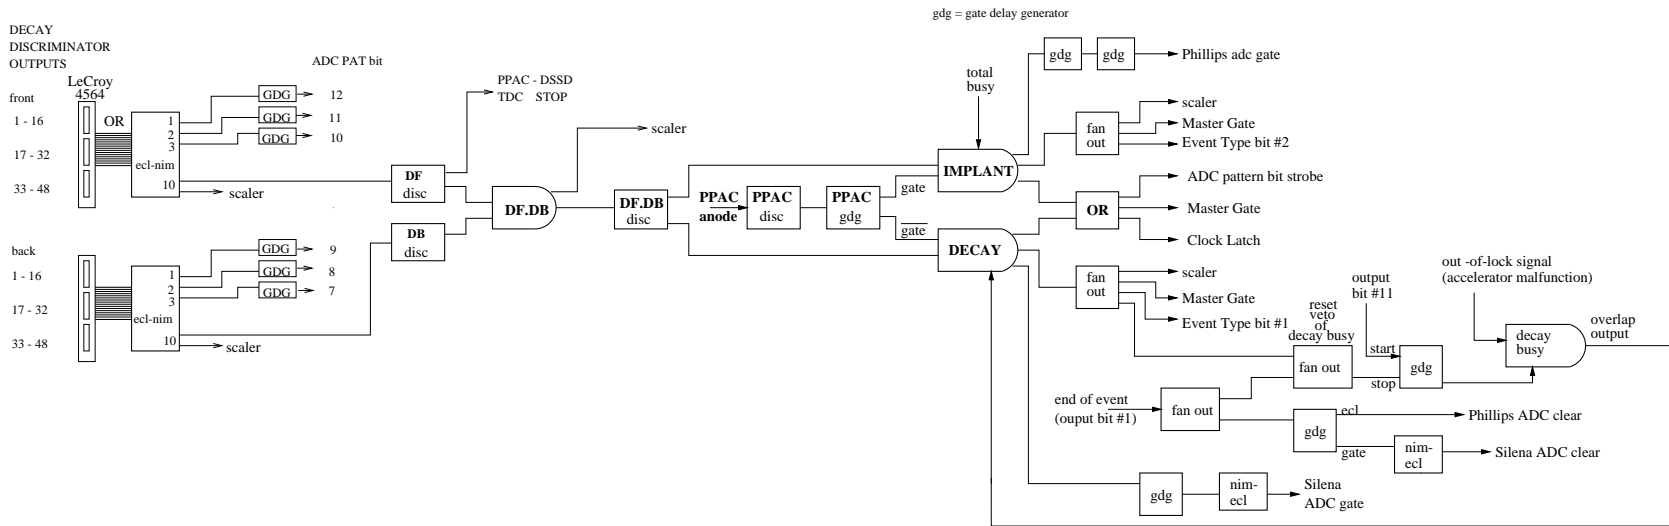 gdg = gate delay generator
DECAY
DISCRIMINATOR
OUTPUTS
LeCroy
4564
ADC PAT bit
front
1 - 16
17 - 32
33 - 48
OR
1
2
3
ecl-nim
10
GDG
12
GDG
11
GDG
10
scaler
PPAC - DSSD
TDC STOP
DF
disc
back
1 - 16
17 - 32
33 - 48
1
2
3
ecl-nim
10
GDG
9
GDG
8
GDG
7
scaler
DB
disc
DF.DB
scaler
DF.DB
disc
PPAC
anode
PPAC
disc
PPAC
gdg
gate
gate
total
busy
IMPLANT
DECAY
gdg
gdg
Phillips adc gate
fan
out
scaler
Master Gate
Event Type bit #2
OR
ADC pattern bit strobe
Master Gate
Clock Latch
fan
out
scaler
Master Gate
Event Type bit #1
reset
veto
of
decay busy
fan out
output
bit #11
start
stop
gdg
out -of-lock signal
(accelerator malfunction)
decay
busy
overlap
output
end of event
(ouput bit #1)
fan out
gdg
ecl
gate
Phillips ADC clear
nim-
ecl
Silena ADC clear
gdg
nim-
ecl
Silena
ADC gate